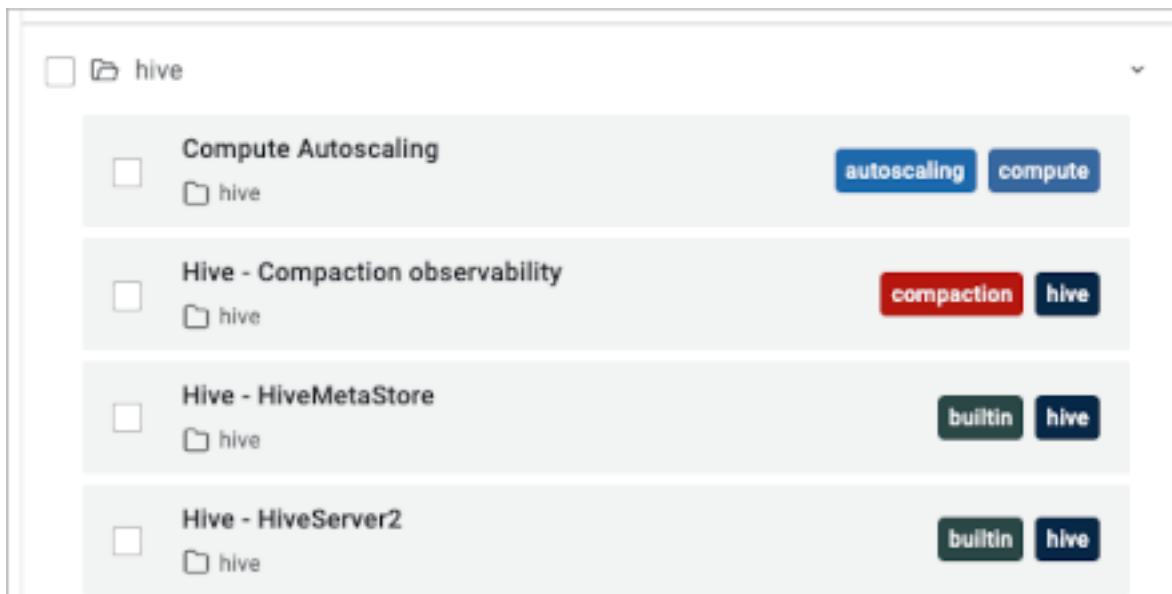 hive
Compute Autoscaling
hive
autoscaling compute
Hive - Compaction observability
hive
compaction hive
Hive - HiveMetaStore
hive
builtin hive
Hive - HiveServer2
hive
builtin hive